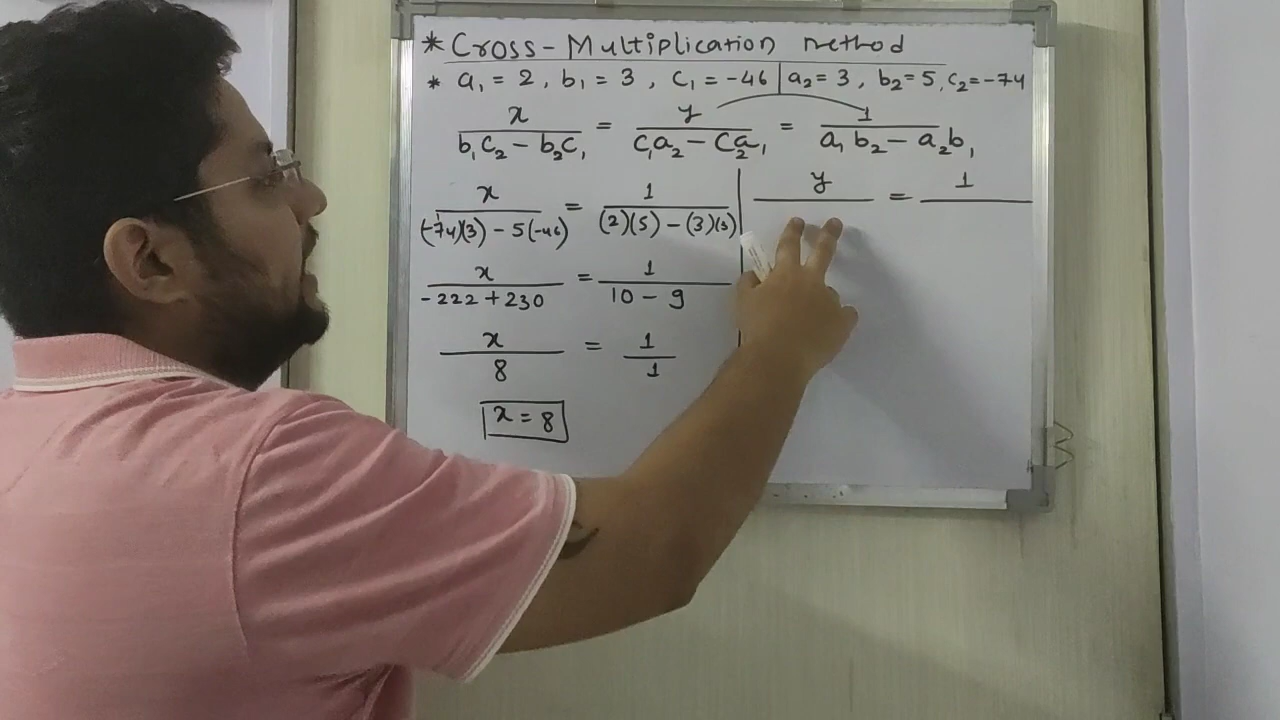 * Cross-Multiplication method
* a₁ = 2, b₁ = 3, c₁ = -46 | a₂ = 3, b₂ = 5, c₂ = -74
x / (b₁c₂ - b₂c₁) = y / (c₁a₂ - c₂a₁) = 1 / (a₁b₂ - a₂b₁)
x / ((-74)(3) - 5(-46)) = 1 / ((2)(5) - (3)(3))
x / (-222 + 230) = 1 / (10 - 9)
x / 8 = 1 / 1
x = 8
y / = 1 /